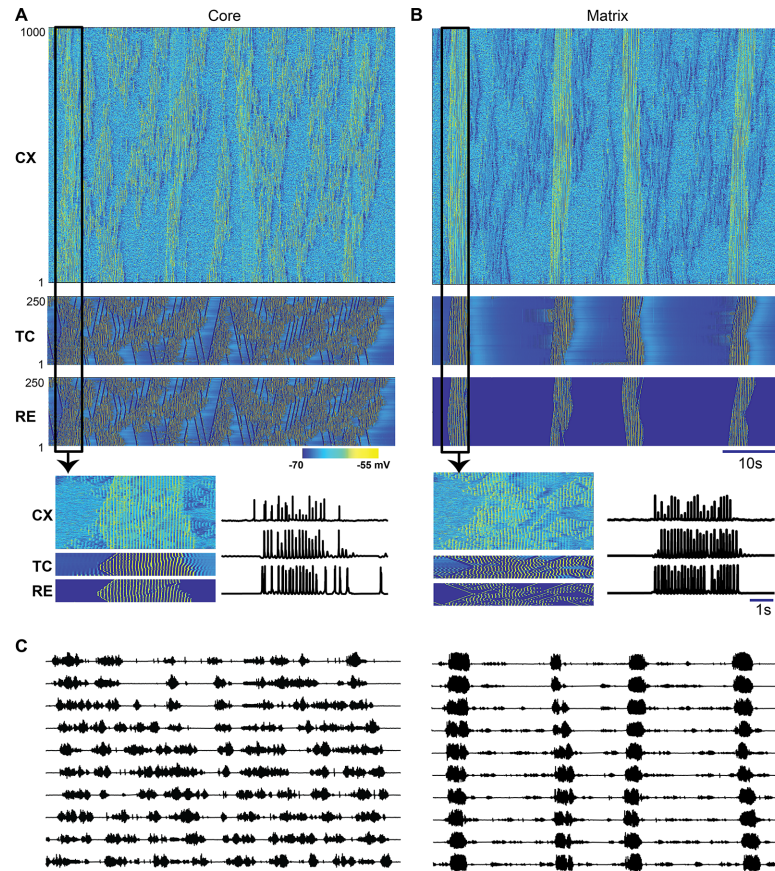 A
Core
B
Matrix
1000
CX
1
250
TC
1
250
RE
1
-70
-55 mV
10s
CX
TC
RE
CX
TC
RE
1s
C